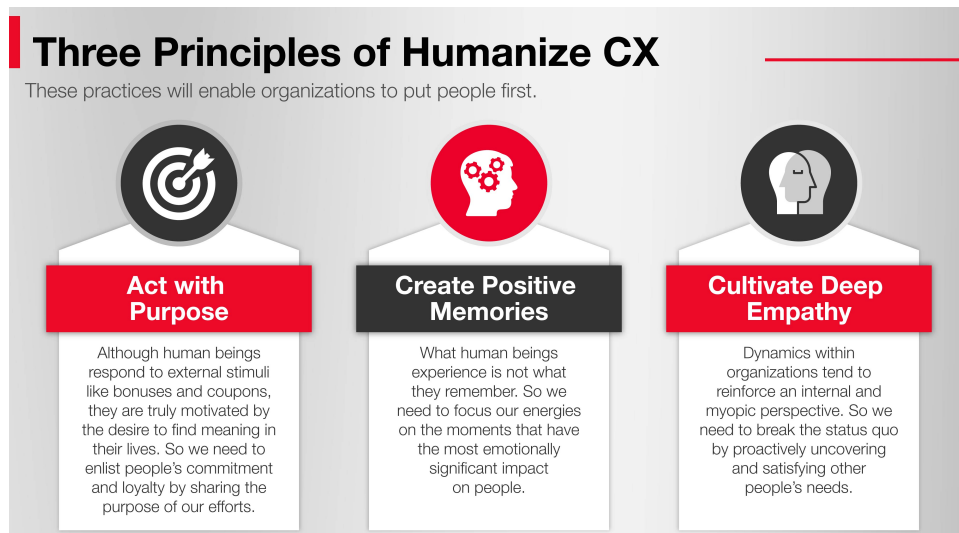 Three Principles of Humanize CX
These practices will enable organizations to put people first.
Act with
Purpose
Although human beings
respond to external stimuli
like bonuses and coupons,
they are truly motivated by
the desire to find meaning in
their lives. So we need to
enlist people’s commitment
and loyalty by sharing the
purpose of our efforts.
Create Positive
Memories
What human beings
experience is not what
they remember. So we
need to focus our energies
on the moments that have
the most emotionally
significant impact
on people.
Cultivate Deep
Empathy
Dynamics within
organizations tend to
reinforce an internal and
myopic perspective. So we
need to break the status quo
by proactively uncovering
and satisfying other
people’s needs.